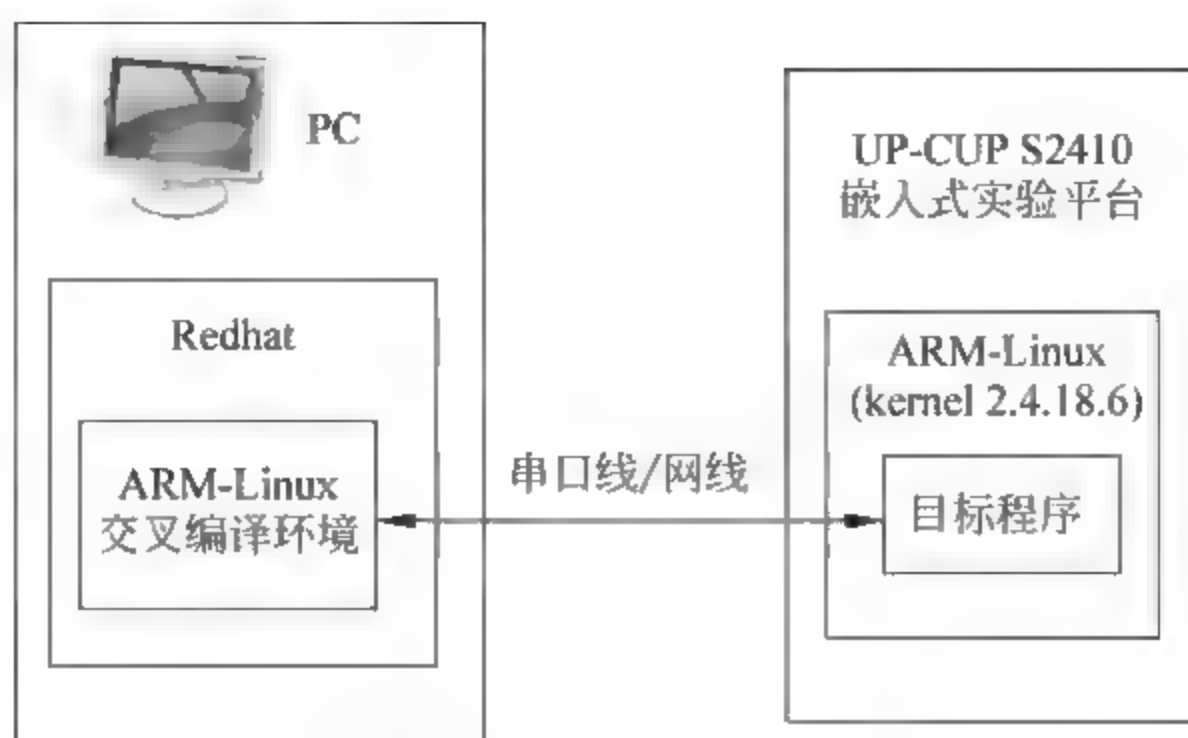 PC
Redhat
ARM-Linux
交叉编译环境
串口线/网线
UP-CUP S2410
嵌入式实验平台
ARM-Linux
(kernel 2.4.18.6)
目标程序